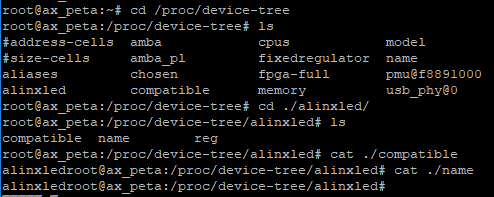 root@ax_peta:~# cd /proc/device-tree
root@ax_peta:/proc/device-tree# ls
#address-cells  amba        cpus            model
#size-cells     amba_pl     fixedregulator  name
aliases         chosen      fpga-full       pmu@f8891000
alinxled        compatible  memory          usb_phy@0
root@ax_peta:/proc/device-tree# cd ./alinxled/
root@ax_peta:/proc/device-tree/alinxled# ls
compatible  name        reg
root@ax_peta:/proc/device-tree/alinxled# cat ./compatible
alinxledroot@ax_peta:/proc/device-tree/alinxled# cat ./name
alinxledroot@ax_peta:/proc/device-tree/alinxled#